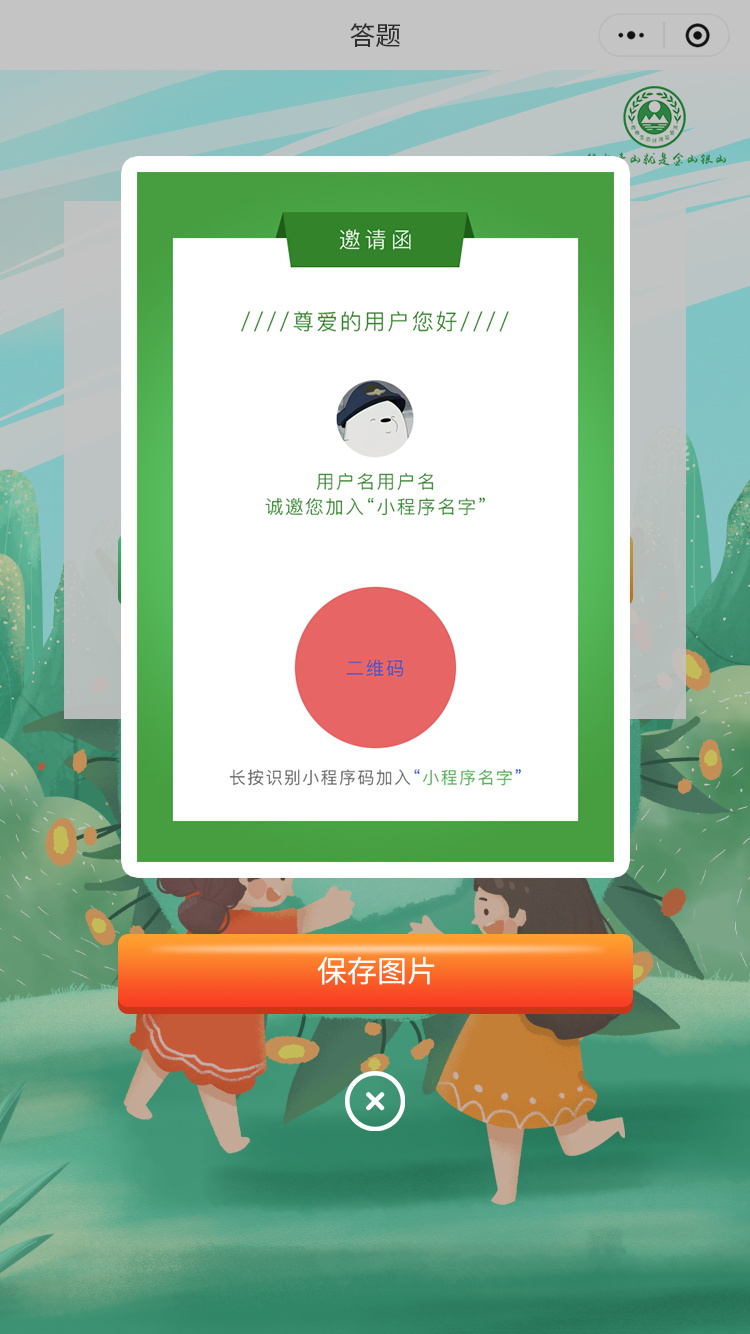 答题
青山就是金山银山
邀请函
////尊爱的用户您好////
用户名用户名
诚邀您加入“小程序名字”
二维码
长按识别小程序码加入“小程序名字”
保存图片